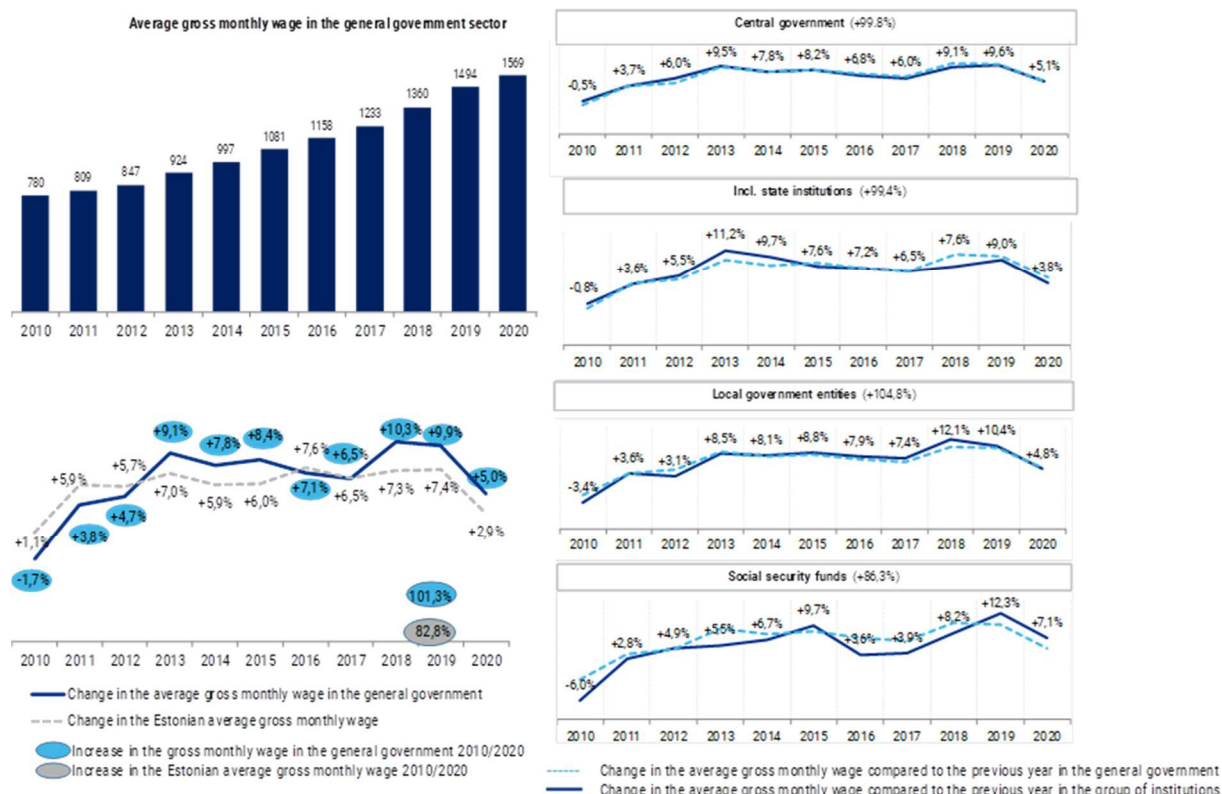 Average gross monthly wage in the general government sector
780 809 847 924 997 1081 1158 1233 1360 1494 1569
2010 2011 2012 2013 2014 2015 2016 2017 2018 2019 2020
+9,1% +7,8% +8,4% +7,6% +6,5% +10,3% +9,9%
+5,9% +5,7% +5,0%
+7,0% +5,9% +6,0% +7,1% +6,5% +7,3% +7,4%
+1,1% +3,8% +4,7% +2,9%
-1,7%
101,3%
82,8%
2010 2011 2012 2013 2014 2015 2016 2017 2018 2019 2020
Change in the average gross monthly wage in the general government
Change in the Estonian average gross monthly wage
Increase in the gross monthly wage in the general government 2010/2020
Increase in the Estonian average gross monthly wage 2010/2020
Central government (+99.8%)
-0,5% +3,7% +6,0% +9,5% +7,8% +8,2% +6,8% +6,0% +9,1% +9,6% +5,1%
2010 2011 2012 2013 2014 2015 2016 2017 2018 2019 2020
Incl. state institutions (+99,4%)
-0,8% +3,6% +5,5% +11,2% +9,7% +7,6% +7,2% +6,5% +7,6% +9,0% +3,8%
2010 2011 2012 2013 2014 2015 2016 2017 2018 2019 2020
Local government entities (+104,8%)
-3,4% +3,6% +3,1% +8,5% +8,1% +8,8% +7,9% +7,4% +12,1% +10,4% +4,8%
2010 2011 2012 2013 2014 2015 2016 2017 2018 2019 2020
Social security funds (+86,3%)
-6,0% +2,8% +4,9% +5,5% +6,7% +9,7% +3,6% +3,9% +8,2% +12,3% +7,1%
2010 2011 2012 2013 2014 2015 2016 2017 2018 2019 2020
Change in the average gross monthly wage compared to the previous year in the general government
Change in the average gross monthly wage compared to the previous year in the group of institutions